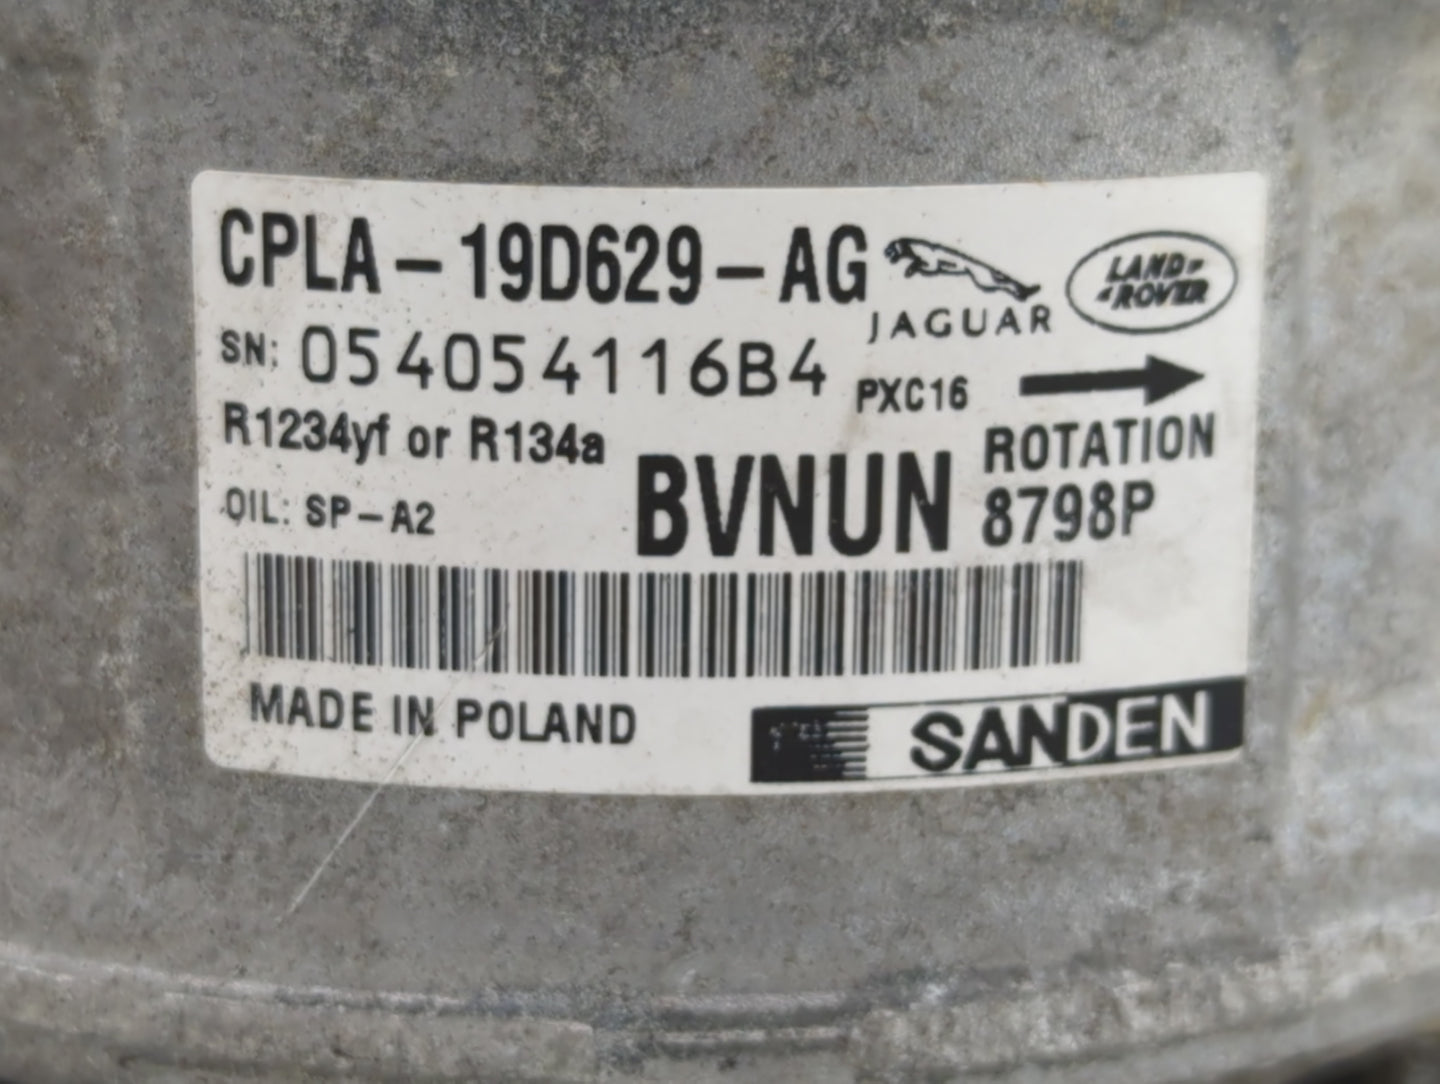 CPLA-19D629-AG
JAGUAR
LAND
ROVER
SN: 054054116B4
PXC16
R1234yf or R134a
ROTATION
OIL: SP-A2
BVNUN
8798P
MADE IN POLAND
SANDEN